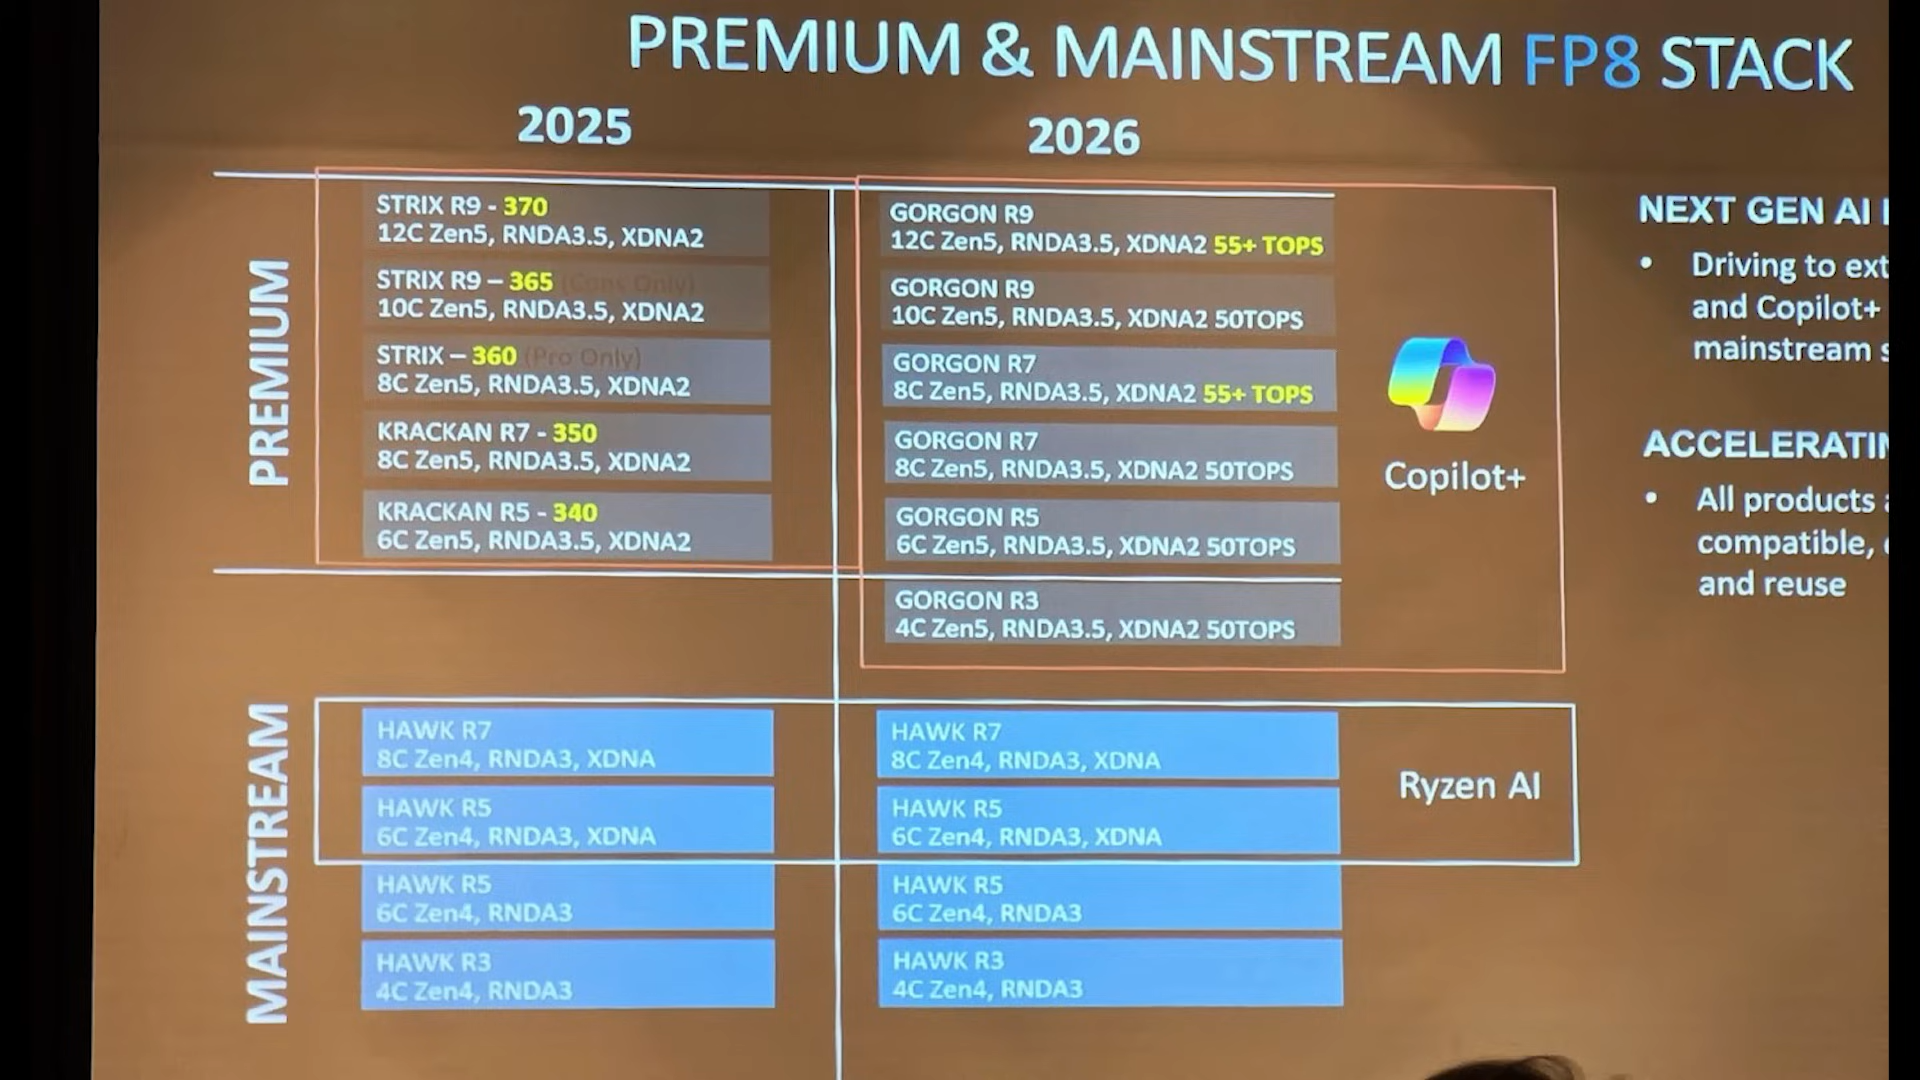 PREMIUM & MAINSTREAM FP8 STACK
2025
2026
PREMIUM
STRIX R9 - 370
12C Zen5, RNDA3.5, XDNA2
STRIX R9 – 365 (Cons Only)
10C Zen5, RNDA3.5, XDNA2
STRIX – 360 (Pro Only)
8C Zen5, RNDA3.5, XDNA2
KRACKAN R7 - 350
8C Zen5, RNDA3.5, XDNA2
KRACKAN R5 - 340
6C Zen5, RNDA3.5, XDNA2
GORGON R9
12C Zen5, RNDA3.5, XDNA2 55+ TOPS
GORGON R9
10C Zen5, RNDA3.5, XDNA2 50TOPS
GORGON R7
8C Zen5, RNDA3.5, XDNA2 55+ TOPS
GORGON R7
8C Zen5, RNDA3.5, XDNA2 50TOPS
GORGON R5
6C Zen5, RNDA3.5, XDNA2 50TOPS
GORGON R3
4C Zen5, RNDA3.5, XDNA2 50TOPS
Copilot+
MAINSTREAM
HAWK R7
8C Zen4, RNDA3, XDNA
HAWK R5
6C Zen4, RNDA3, XDNA
HAWK R5
6C Zen4, RNDA3
HAWK R3
4C Zen4, RNDA3
HAWK R7
8C Zen4, RNDA3, XDNA
HAWK R5
6C Zen4, RNDA3, XDNA
HAWK R5
6C Zen4, RNDA3
HAWK R3
4C Zen4, RNDA3
Ryzen AI
NEXT GEN AI
• Driving to ext
and Copilot+
mainstream s
ACCELERATIN
• All products
compatible,
and reuse